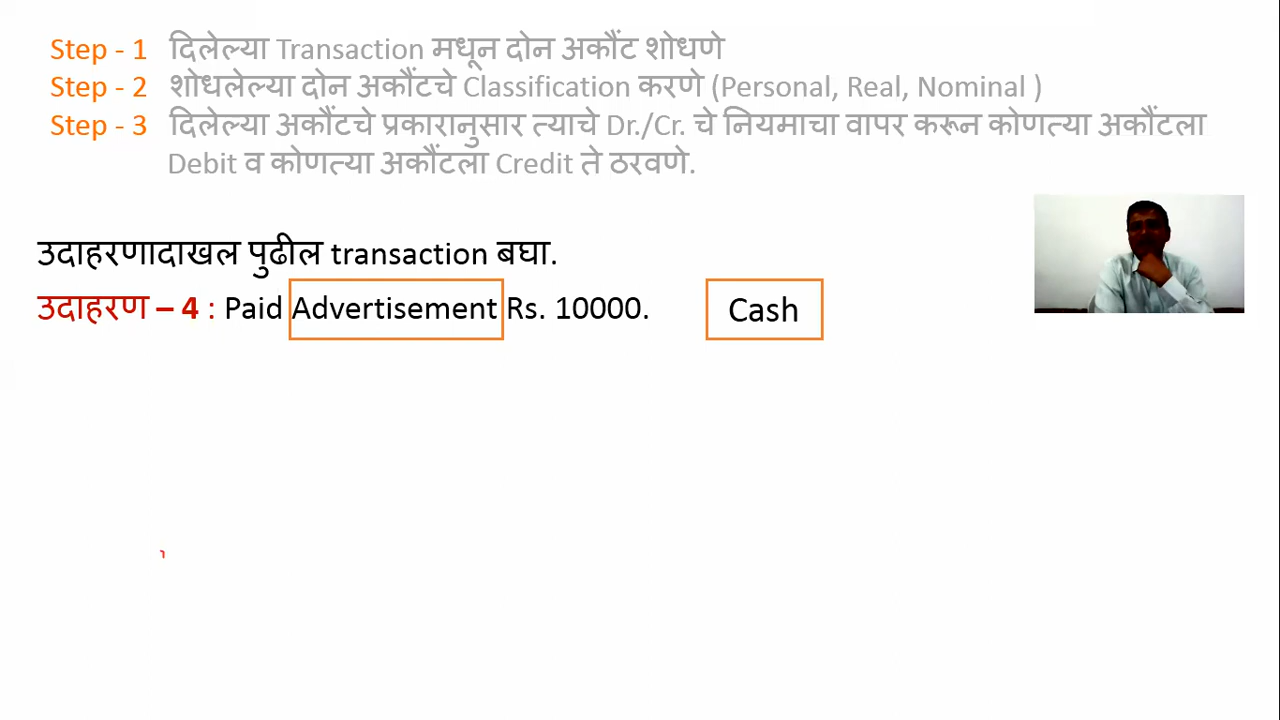 Step - 1 दिलेल्या Transaction मधून दोन अकौंट शोधणे
Step - 2 शोधलेल्या दोन अकौंटचे Classification करणे (Personal, Real, Nominal )
Step - 3 दिलेल्या अकौंटचे प्रकारानुसार त्याचे Dr./Cr. चे नियमाचा वापर करून कोणत्या अकौंटला
Debit व कोणत्या अकौंटला Credit ते ठरवणे.
उदाहरणादाखल पुढील transaction बघा.
उदाहरण – 4 : Paid Advertisement Rs. 10000. Cash